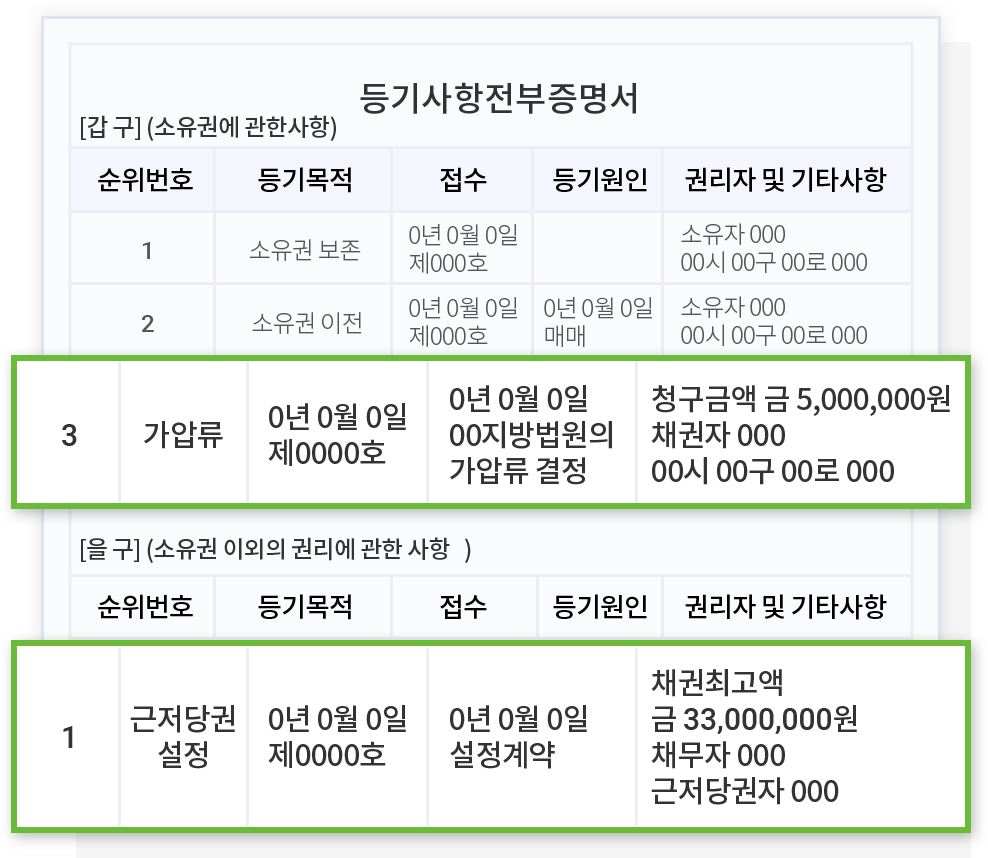 등기사항전부증명서
[갑 구] (소유권에 관한사항)
순위번호 등기목적 접수 등기원인 권리자 및 기타사항
1 소유권 보존 0년 0월 0일 제000호 소유자 000 00시 00구 00로 000
2 소유권 이전 0년 0월 0일 제000호 0년 0월 0일 매매 소유자 000 00시 00구 00로 000
3 가압류 0년 0월 0일 제0000호 0년 0월 0일 00지방법원의 가압류 결정 청구금액 금 5,000,000원 채권자 000 00시 00구 00로 000
[을 구] (소유권 이외의 권리에 관한 사항 )
순위번호 등기목적 접수 등기원인 권리자 및 기타사항
1 근저당권 설정 0년 0월 0일 제0000호 0년 0월 0일 설정계약 채권최고액 금 33,000,000원 채무자 000 근저당권자 000